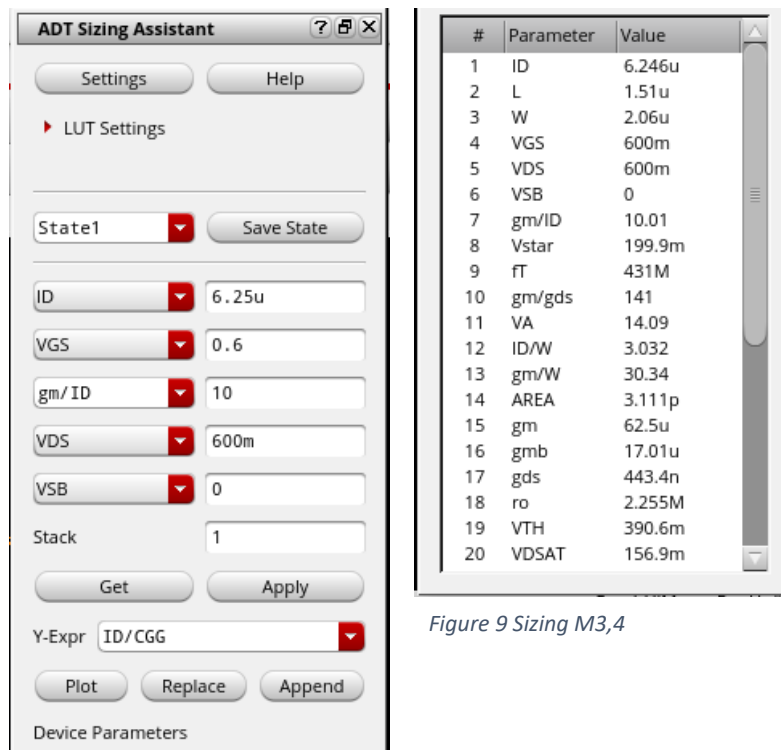 ADT Sizing Assistant
Settings Help
LUT Settings
State1 Save State
ID 6.25u
VGS 0.6
gm/ID 10
VDS 600m
VSB 0
Stack 1
Get Apply
Y-Expr ID/CGG
Plot Replace Append
Device Parameters
# Parameter Value
1 ID 6.246u
2 L 1.51u
3 W 2.06u
4 VGS 600m
5 VDS 600m
6 VSB 0
7 gm/ID 10.01
8 Vstar 199.9m
9 fT 431M
10 gm/gds 141
11 VA 14.09
12 ID/W 3.032
13 gm/W 30.34
14 AREA 3.111p
15 gm 62.5u
16 gmb 17.01u
17 gds 443.4n
18 ro 2.255M
19 VTH 390.6m
20 VDSAT 156.9m
Figure 9 Sizing M3,4